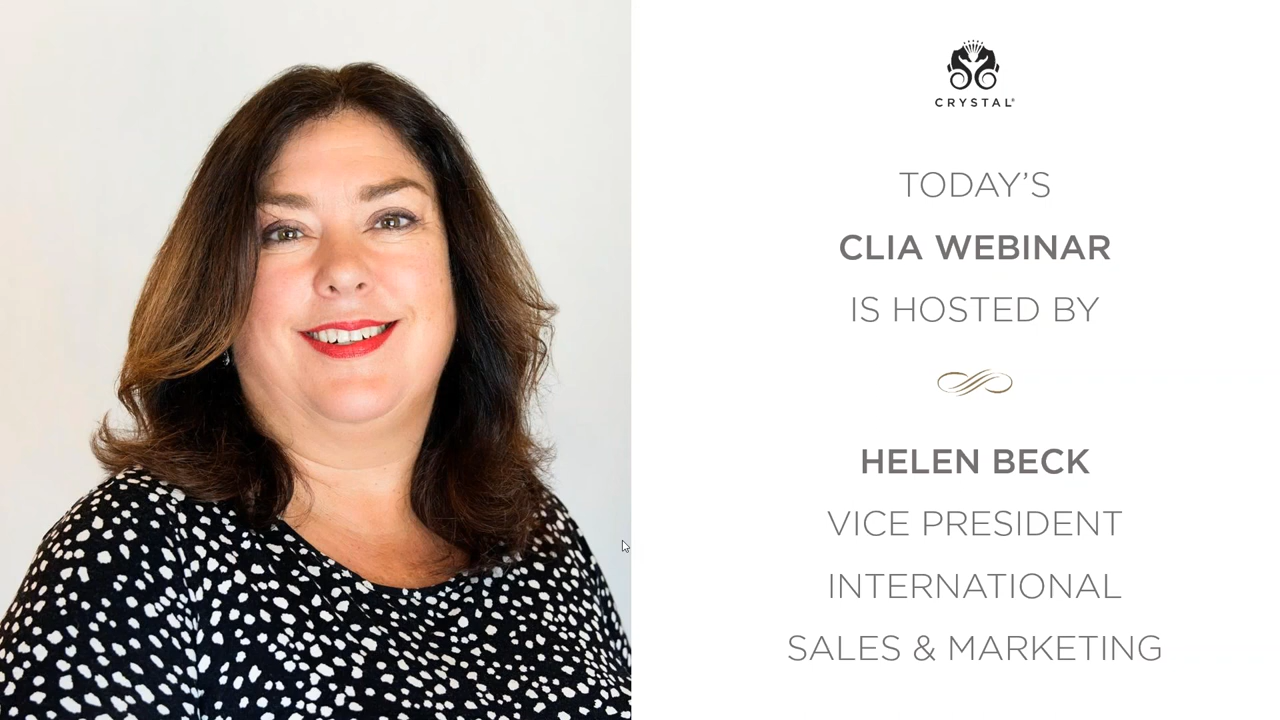 CRYSTAL®
TODAY’S
CLIA WEBINAR
IS HOSTED BY
HELEN BECK
VICE PRESIDENT
INTERNATIONAL
SALES & MARKETING